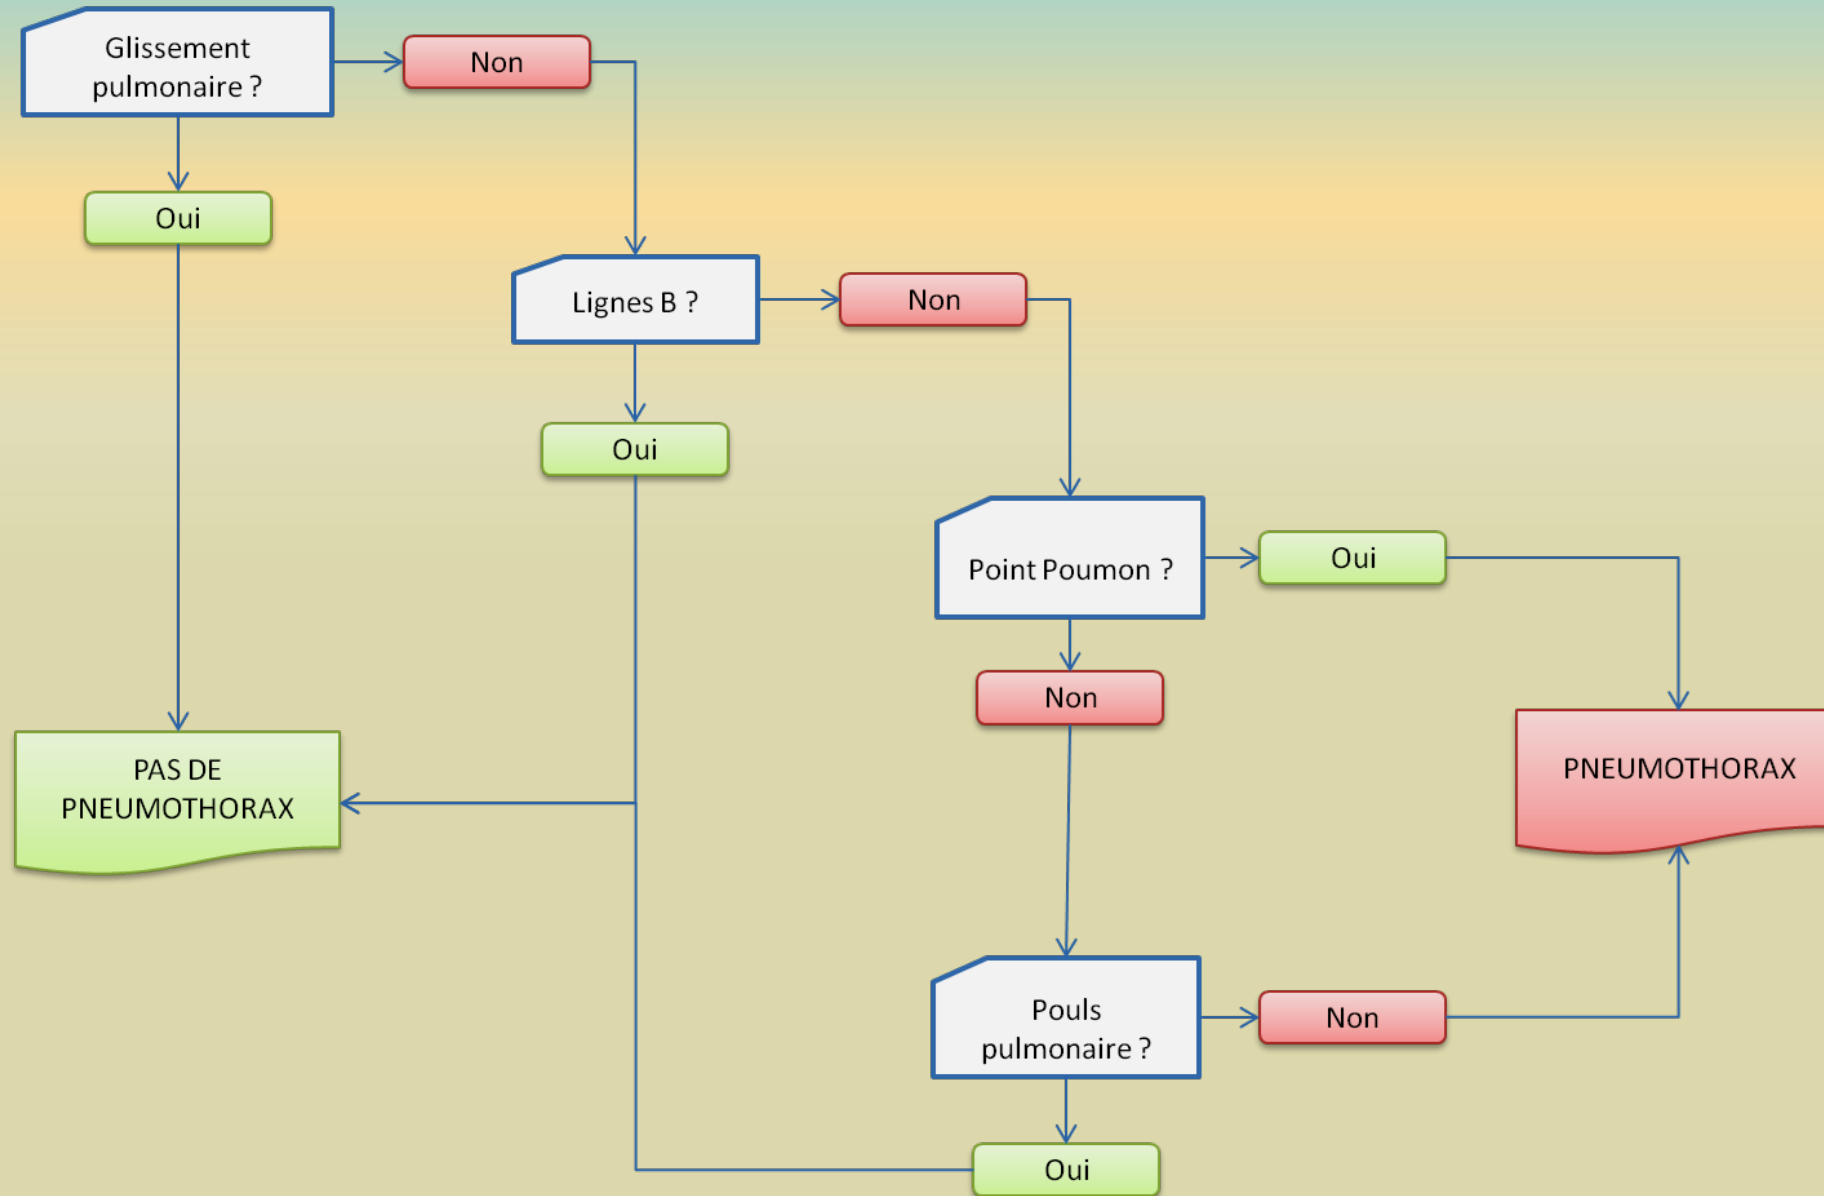 Glissement
pulmonaire ?
Non
Oui
Lignes B ?
Non
Oui
Point Poumon ?
Oui
Non
PAS DE
PNEUMOTHORAX
PNEUMOTHORAX
Pouls
pulmonaire ?
Non
Oui